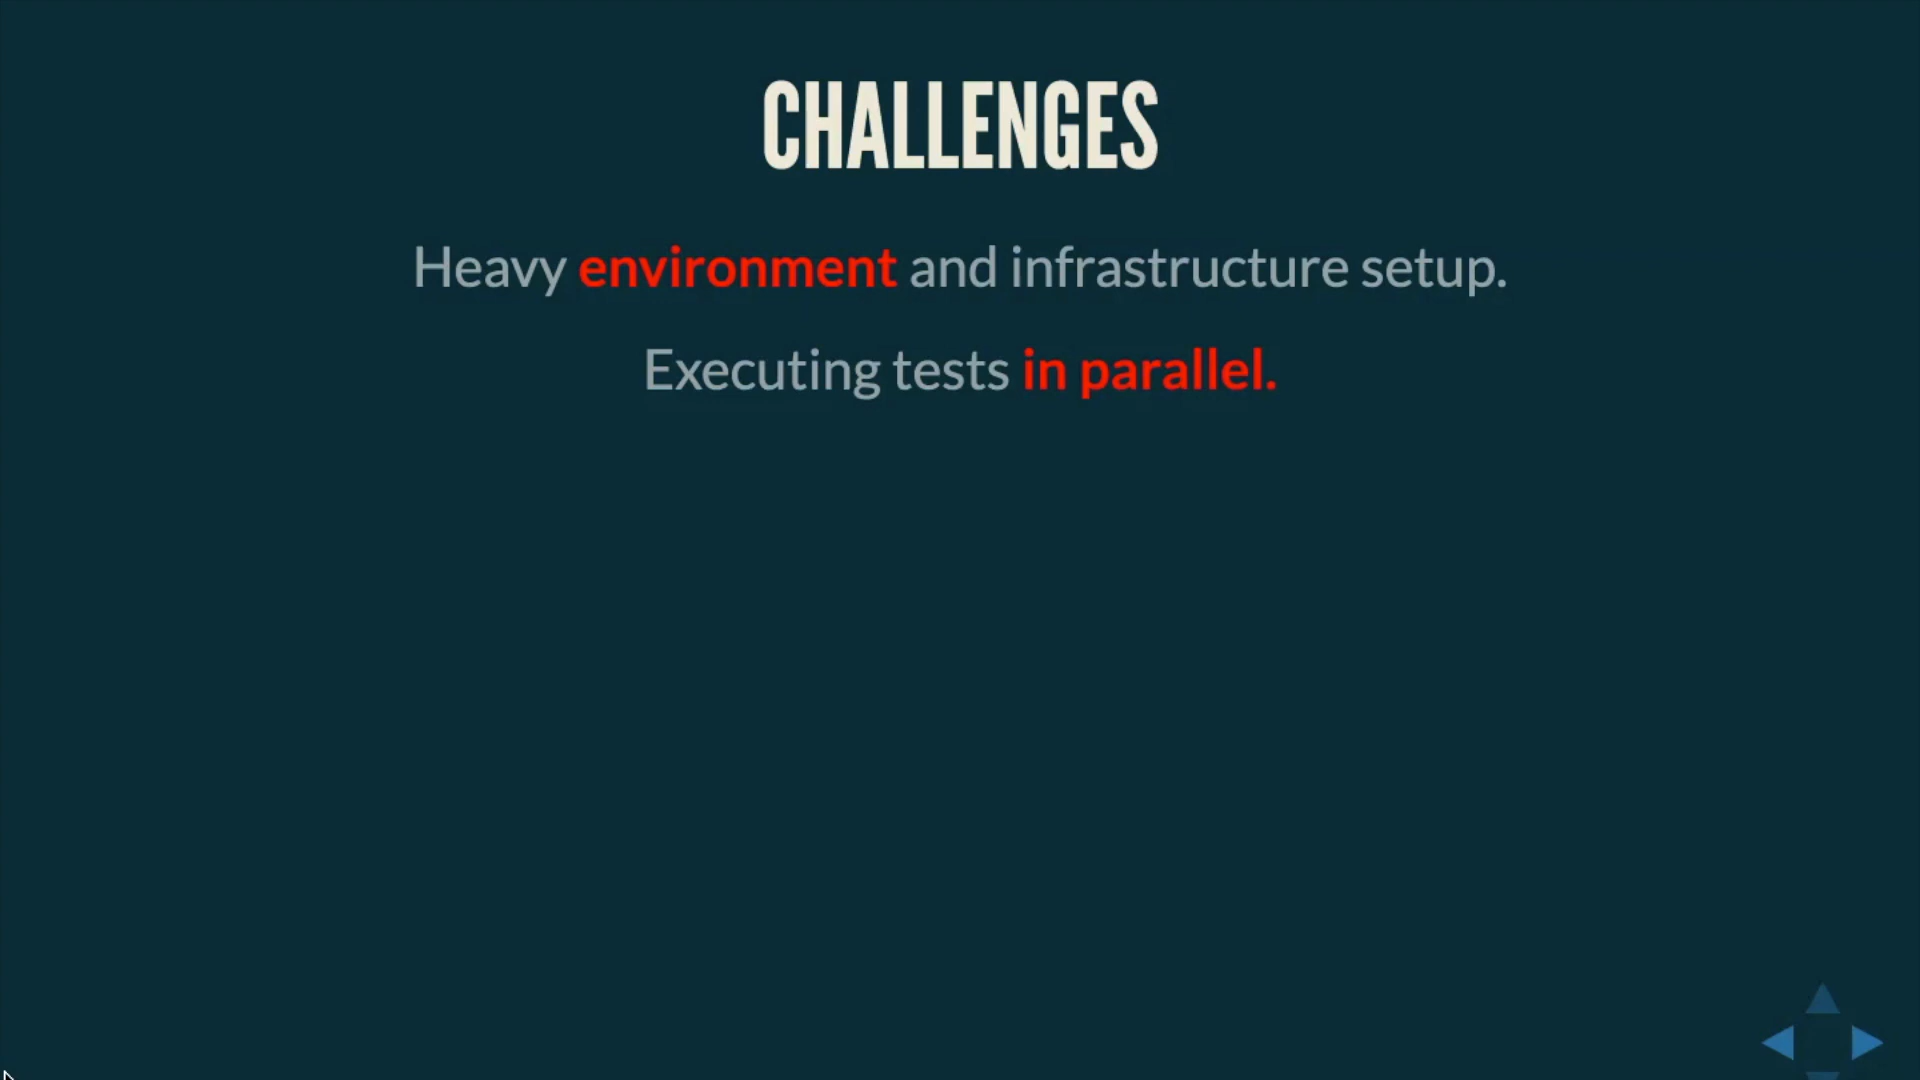 CHALLENGES
Heavy environment and infrastructure setup.
Executing tests in parallel.